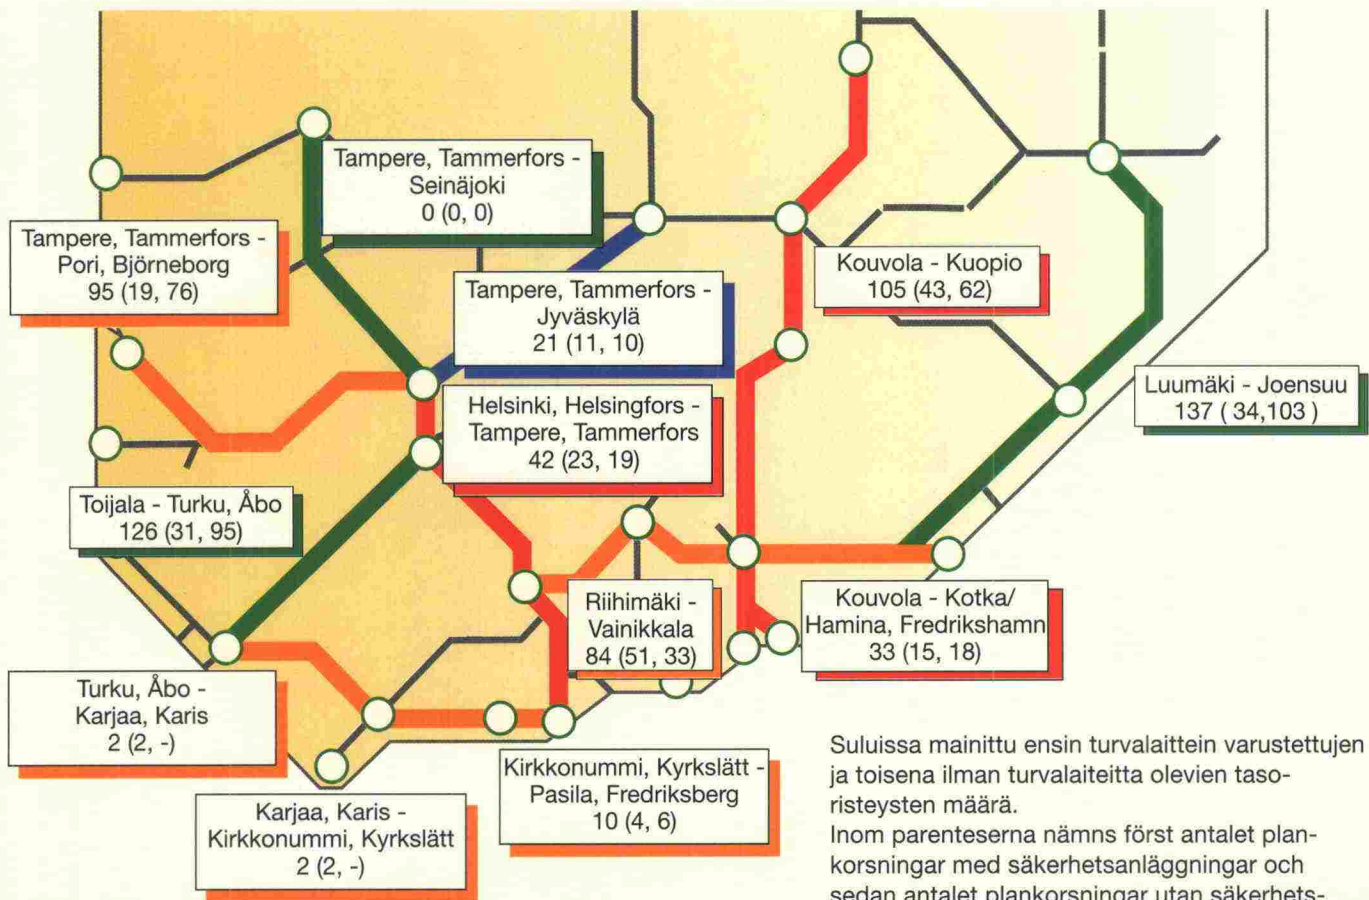 Tampere, Tammerfors -
Seinäjoki
0 (0, 0)
Tampere, Tammerfors -
Pori, Björneborg
95 (19, 76)
Kouvola - Kuopio
105 (43, 62)
Tampere, Tammerfors -
Jyväskylä
21 (11, 10)
Luumäki - Joensuu
137 ( 34,103 )
Helsinki, Helsingfors -
Tampere, Tammerfors
42 (23, 19)
Toijala - Turku, Åbo
126 (31, 95)
Riihimäki -
Vainikkala
84 (51, 33)
Kouvola - Kotka/
Hamina, Fredrikshamn
33 (15, 18)
Turku, Åbo -
Karjaa, Karis
2 (2, -)
Kirkkonummi, Kyrkslätt -
Pasila, Fredriksberg
10 (4, 6)
Karjaa, Karis -
Kirkkonummi, Kyrkslätt
2 (2, -)
Suluissa mainittu ensin turvalaittein varustettujen
ja toisena ilman turvalaiteitta olevien taso-
risteysten määrä.
Inom parenteserna nämns först antalet plan-
korsningar med säkerhetsanläggningar och
sedan antalet plankorsningar utan säkerhets-